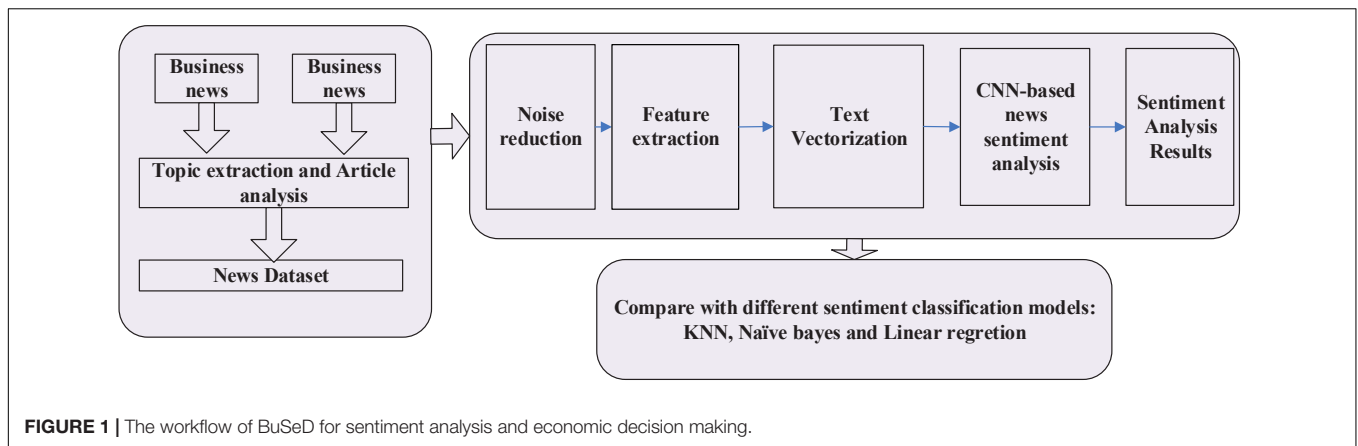 Business
news
Business
news
Topic extraction and Article
analysis
News Dataset
Noise
reduction
Feature
extraction
Text
Vectorization
CNN-based
news
sentiment
analysis
Sentiment
Analysis
Results
Compare with different sentiment classification models:
KNN, Naïve bayes and Linear regretion
FIGURE 1 | The workflow of BuSeD for sentiment analysis and economic decision making.